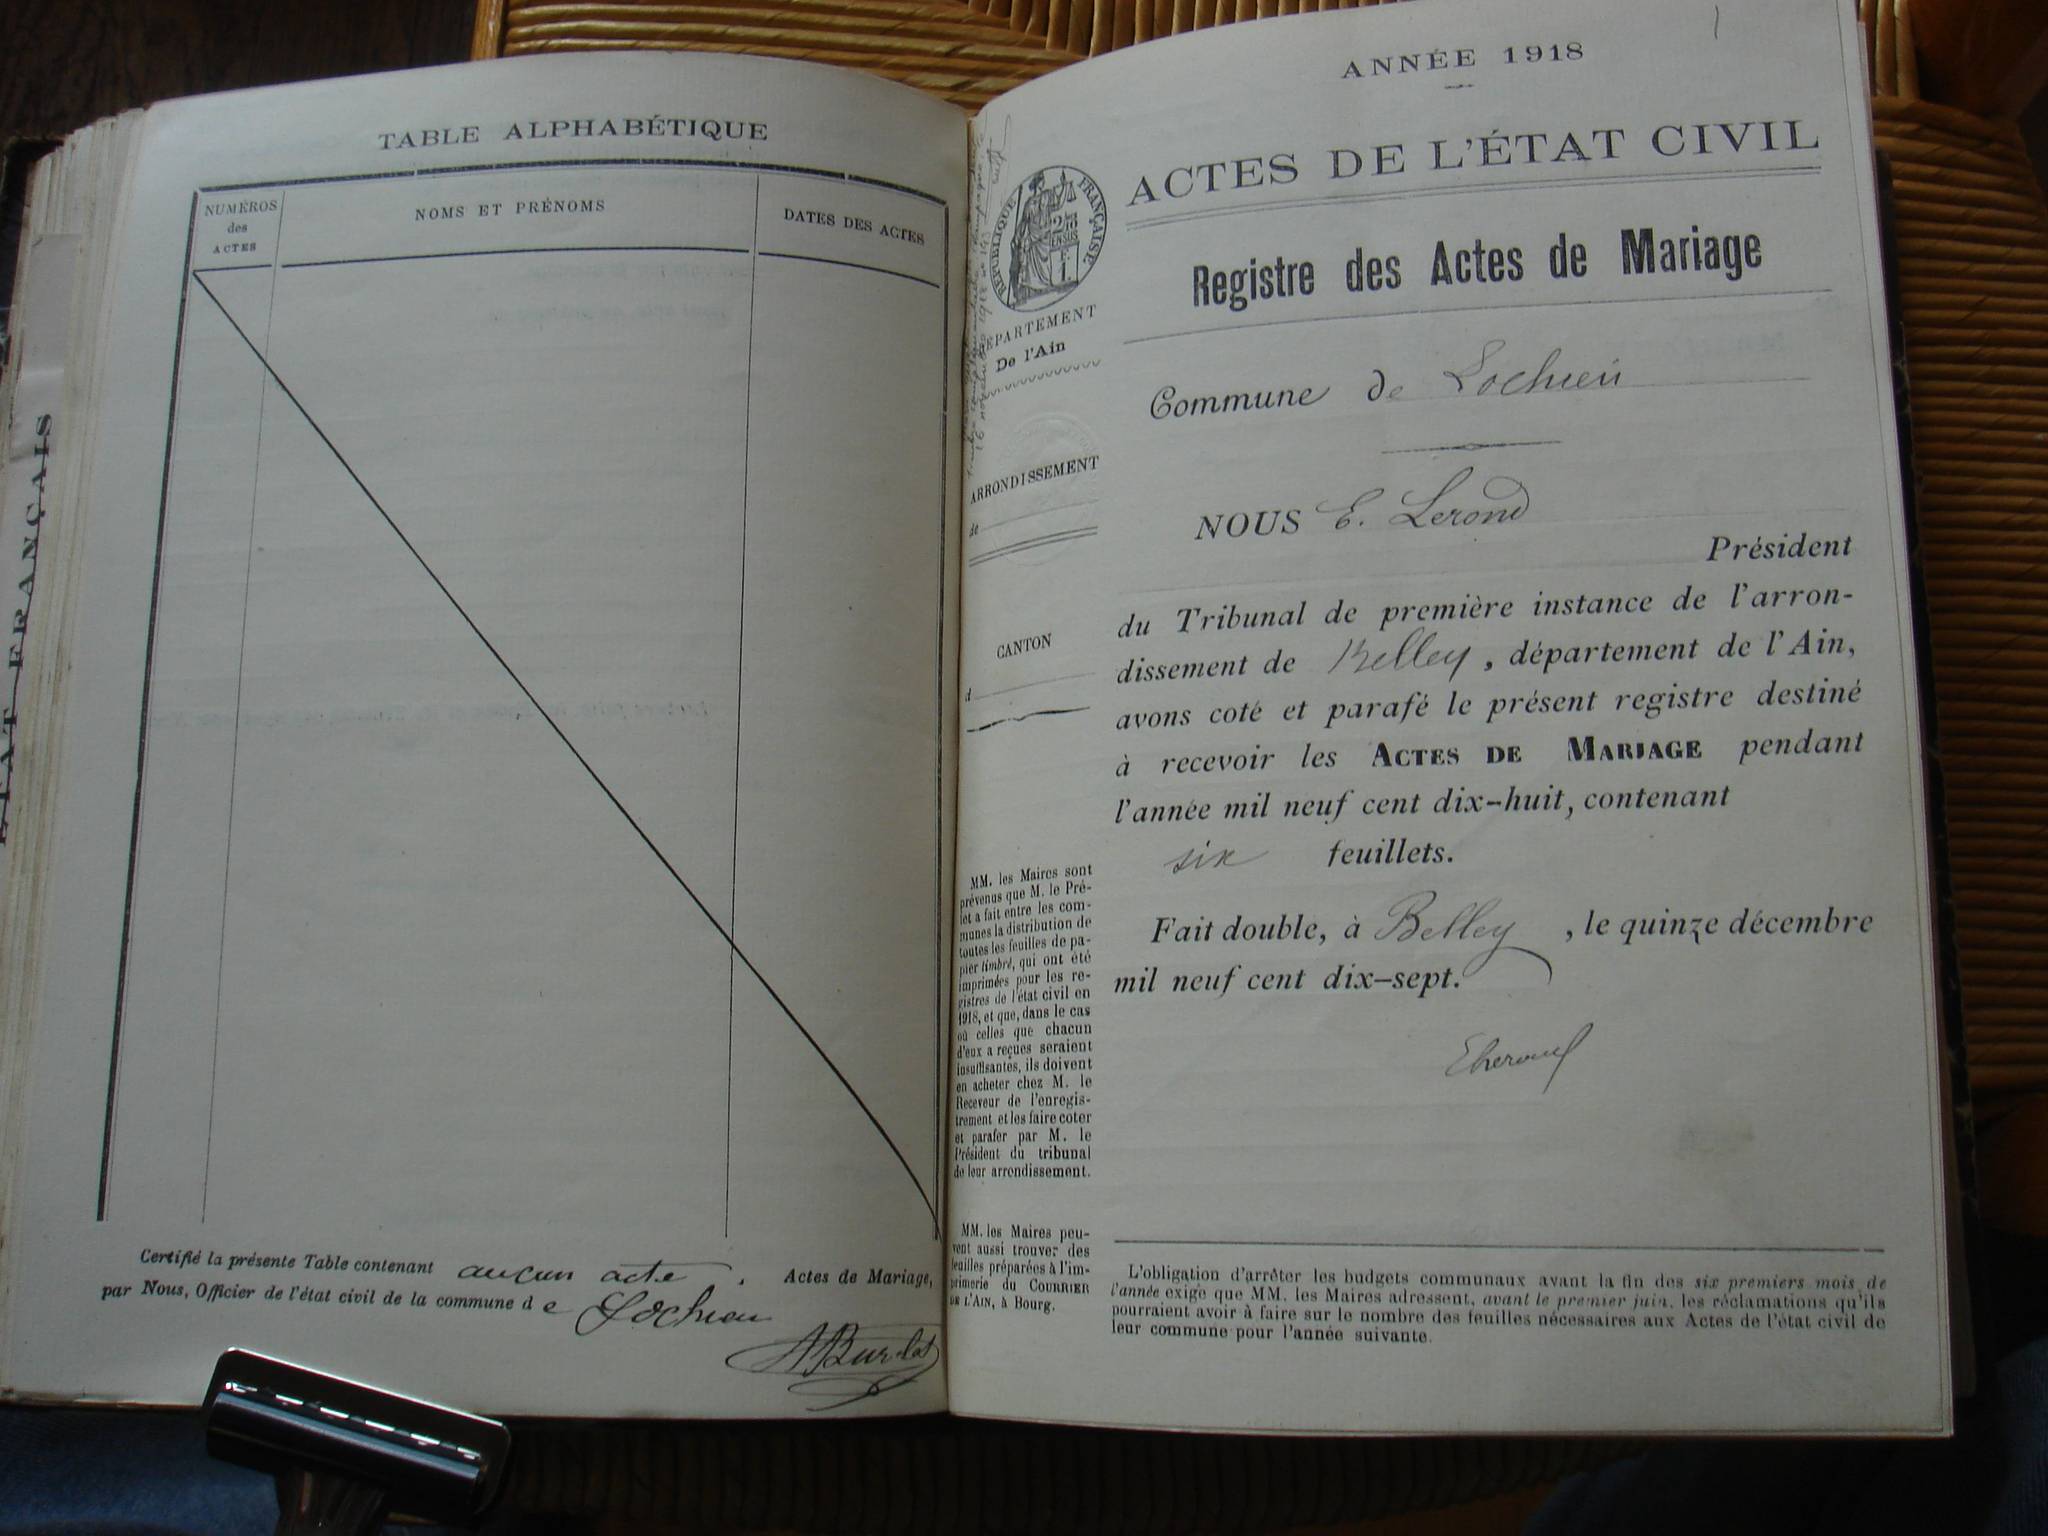 ÉTAT FRANÇAIS
TABLE ALPHABÉTIQUE
NUMÉROS
des
ACTES
NOMS ET PRÉNOMS
DATES DES ACTES
Certifié la présente Table contenant aucun acte . Actes de Mariage,
par Nous, Officier de l'état civil de la commune d e Lochieu
ABurlet
1
ANNÉE 1918
ACTES DE L'ÉTAT CIVIL
Registre des Actes de Mariage
RÉPUBLIQUE FRANÇAISE
DÉPARTEMENT
De l'Ain
ARRONDISSEMENT
de
CANTON
d
Commune de Lochieu
NOUS E. Lerond
Président
du Tribunal de première instance de l'arron-
dissement de Belley, département de l'Ain,
avons coté et parafé le présent registre destiné
à recevoir les ACTES DE MARIAGE pendant
l'année mil neuf cent dix-huit, contenant
six feuillets.
Fait double, à Belley, le quinze décembre
mil neuf cent dix-sept.
ELerond
MM. les Maires sont
prévenus que M. le Pré-
fet a fait entre les com-
munes la distribution de
toutes les feuilles de pa-
pier timbré, qui ont été
imprimées pour les re-
gistres de l'état civil en
1918, et que, dans le cas
où celles que chacun
d'eux a reçues seraient
insuffisantes, ils doivent
en acheter chez M. le
Receveur de l'enregis-
trement et les faire coter
et parafer par M. le
Président du tribunal
de leur arrondissement.
MM. les Maires peu-
vent aussi trouver des
feuilles préparées à l'im-
primerie du COURRIER
DE L'AIN, à Bourg.
L'obligation d'arrêter les budgets communaux avant la fin des six premiers mois de
l'année exige que MM. les Maires adressent, avant le premier juin, les réclamations qu'ils
pourraient avoir à faire sur le nombre des feuilles nécessaires aux Actes de l'état civil de
leur commune pour l'année suivante.